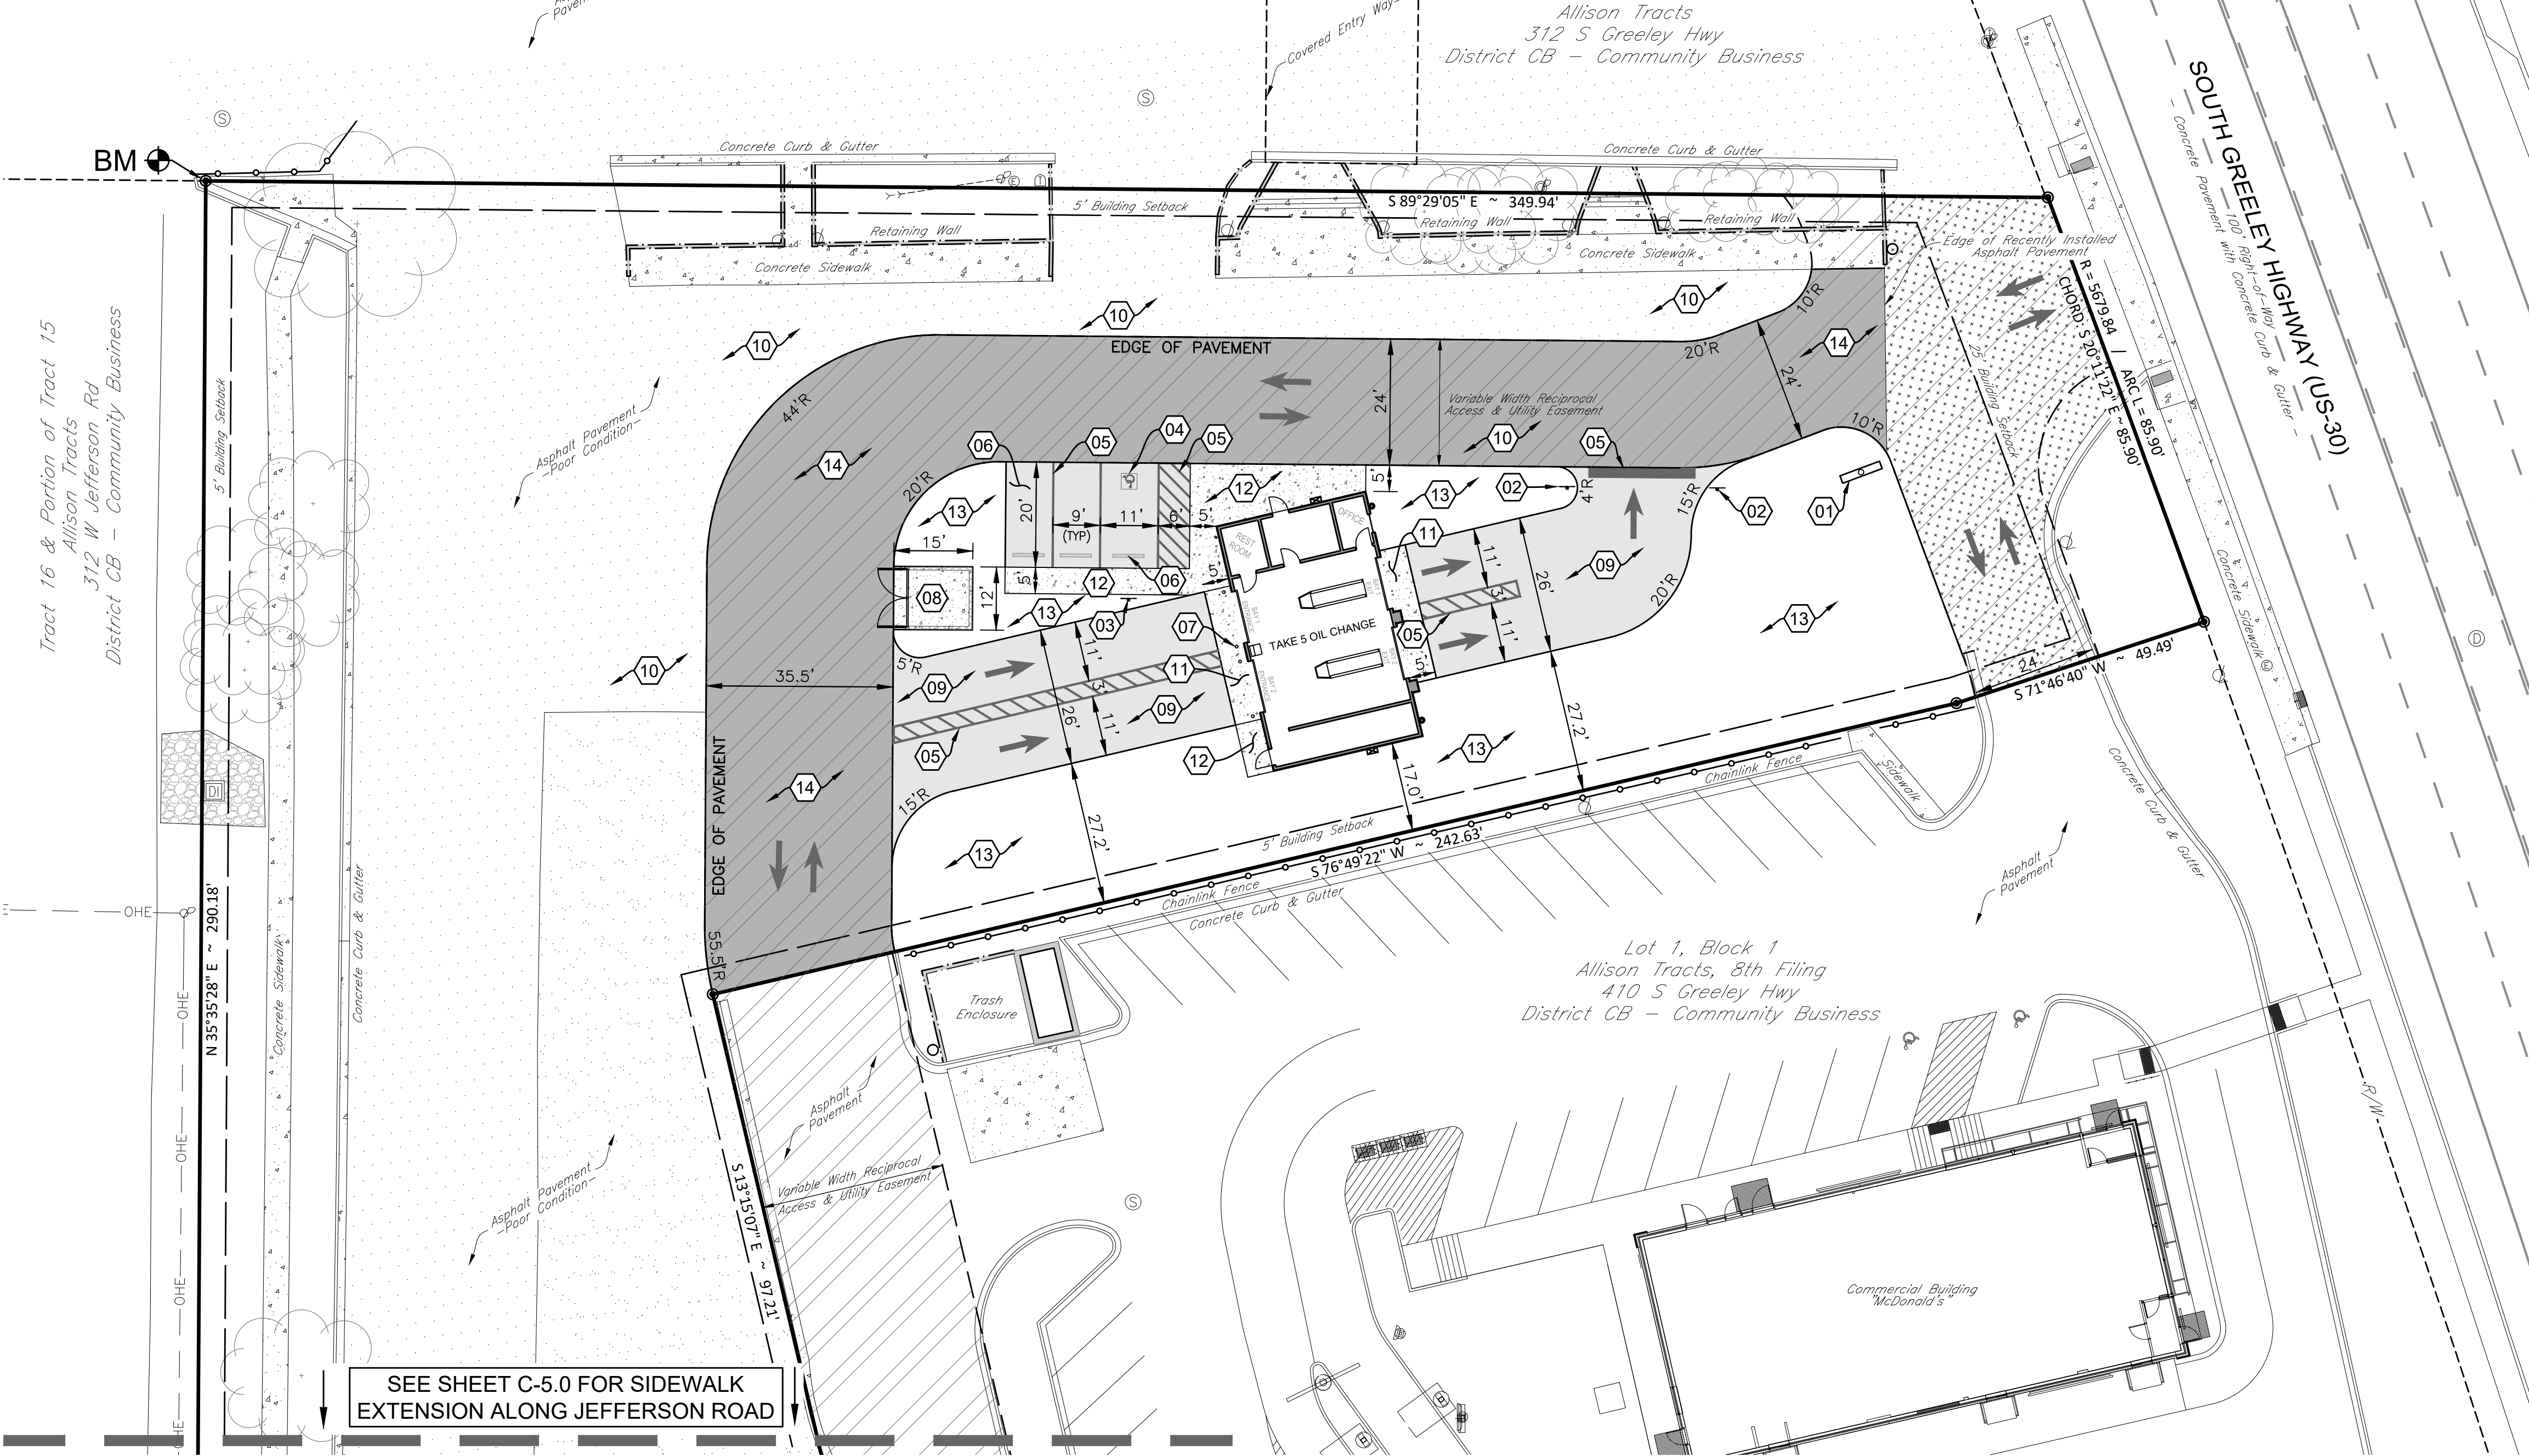 Allison Tracts
312 S Greeley Hwy
District CB – Community Business
Covered Entry Way
SOUTH GREELEY HIGHWAY (US-30)
100' Right-of-Way
- Concrete Pavement with Concrete Curb & Gutter -
S
S
BM
Concrete Curb & Gutter
Concrete Curb & Gutter
S 89°29'05" E ~ 349.94'
5' Building Setback
Retaining Wall
Retaining Wall
Retaining Wall
Concrete Sidewalk
Concrete Sidewalk
Edge of Recently Installed
Asphalt Pavement
R = 5679.84 / ARC L = 85.90'
CHORD: S 20°11'22" E ~ 85.90'
25' Building Setback
Tract 16 & Portion of Tract 15
Allison Tracts
312 W Jefferson Rd
District CB – Community Business
5' Building Setback
10
10
10
10'R
14
EDGE OF PAVEMENT
20'R
24'
24'
44'R
Variable Width Reciprocal
Access & Utility Easement
10
10'R
Asphalt Pavement
-Poor Condition-
06
05
04
05
05
14
20'R
12
5'
13
02
4'R
15'R
02
01
13
20'
9'
(TYP)
11'
6'
5'
OFFICE
REST
ROOM
11
15'
5'
12
06
5'
11'
26'
09
08
12'
13
03
07
BAY 1
ENTRANCE
TAKE 5 OIL CHANGE
3'
05
11'
20'R
13
10
35.5'
5'R
09
11'
3'
26'
11'
09
11
BAY 2
ENTRANCE
5'
24'
S 71°46'40" W ~ 49.49'
Concrete Sidewalk
E
D
05
12
13
27.2'
17.0'
DI
EDGE OF PAVEMENT
14
15'R
13
27.2'
5' Building Setback
Chainlink Fence
Chainlink Fence
S 76°49'22" W ~ 242.63'
Sidewalk
Concrete Curb & Gutter
Concrete Curb & Gutter
Asphalt
Pavement
OHE
OHE
OHE
OHE
OHE
N 35°35'28" E ~ 290.18'
Concrete Sidewalk
Concrete Curb & Gutter
55.5'R
Trash
Enclosure
Lot 1, Block 1
Allison Tracts, 8th Filing
410 S Greeley Hwy
District CB – Community Business
Asphalt
Pavement
R/W
Asphalt Pavement
-Poor Condition-
Variable Width Reciprocal
Access & Utility Easement
S 13°15'07" E ~ 97.21'
S
Commercial Building
"McDonald's"
SEE SHEET C-5.0 FOR SIDEWALK
EXTENSION ALONG JEFFERSON ROAD